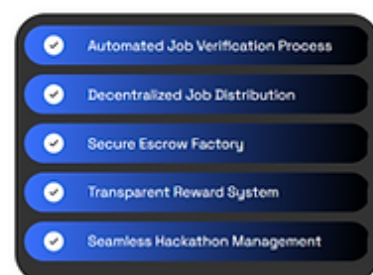 Automated Job Verification Process
Decentralized Job Distribution
Secure Escrow Factory
Transparent Reward System
Seamless Hackathon Management